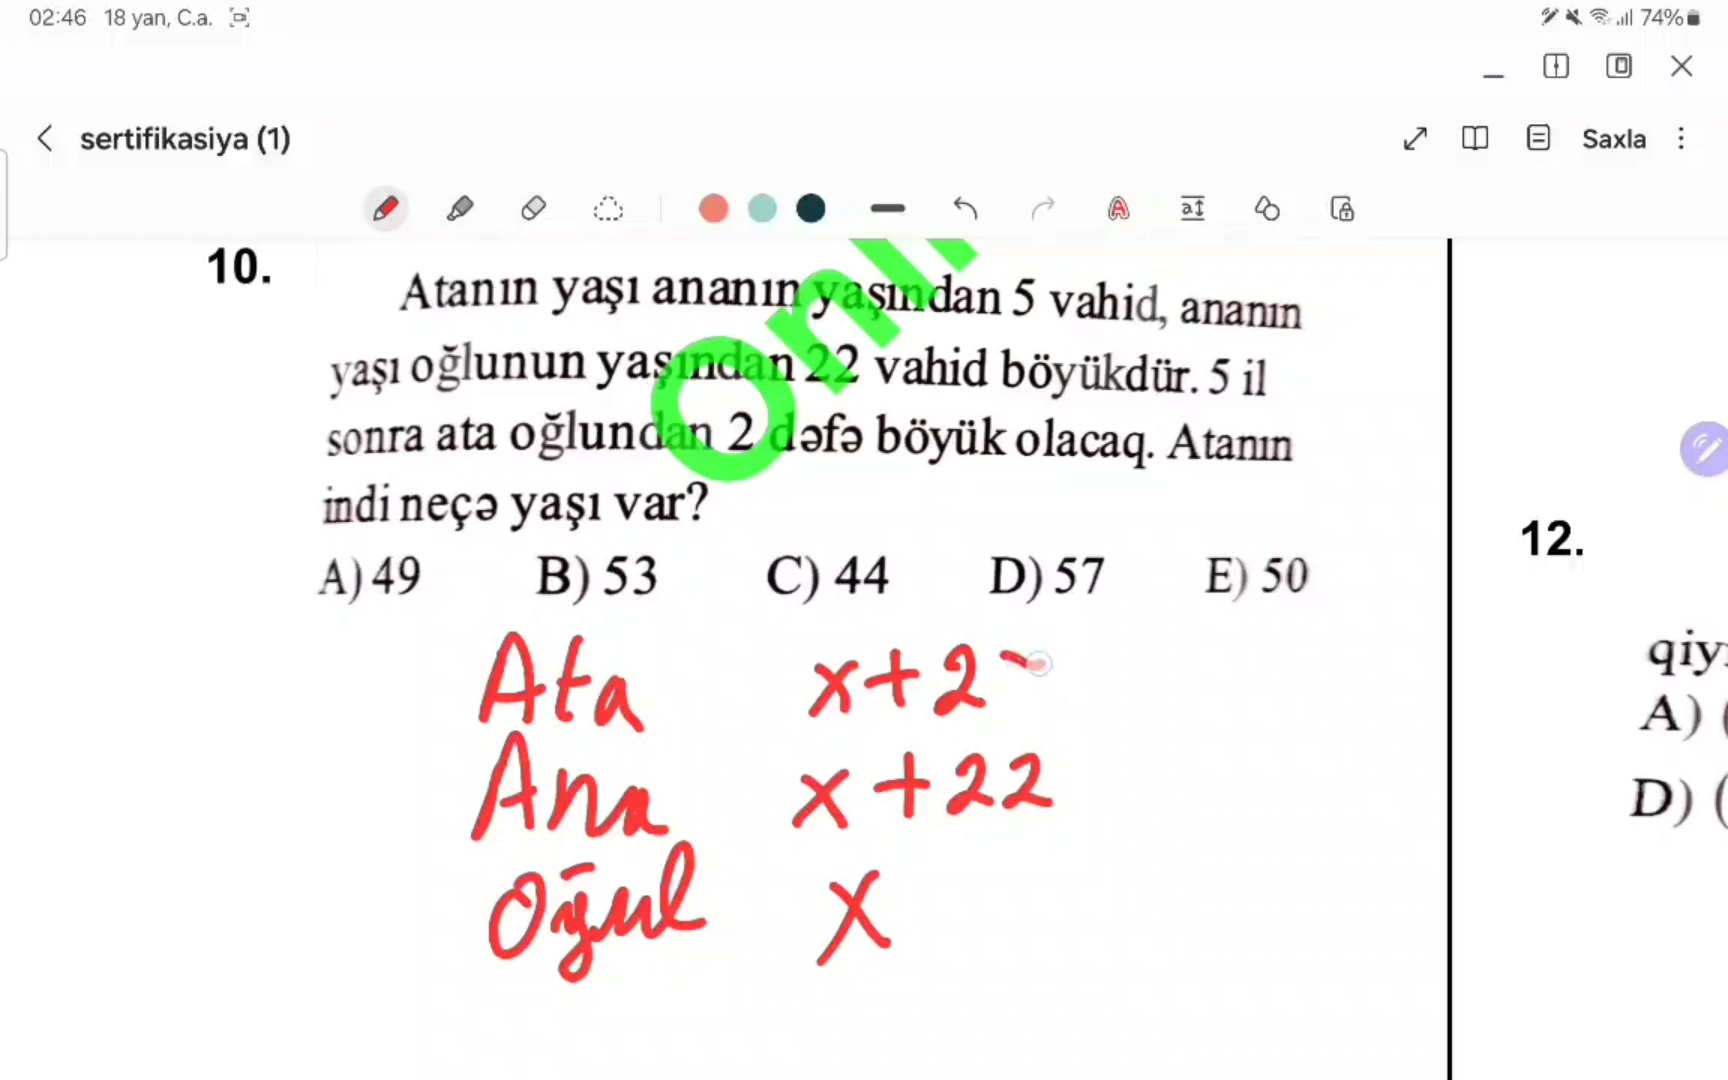 02:46 18 yan, C.a. 74%
sertifikasiya (1) Saxla
10.
Atanın yaşı ananın yaşından 5 vahid, ananın
yaşı oğlunun yaşından 22 vahid böyükdür. 5 il
sonra ata oğlundan 2 dəfə böyük olacaq. Atanın
indi neçə yaşı var?
A) 49 B) 53 C) 44 D) 57 E) 50
Ata x+2
Ana x+22
Oğul x
12.
A) (
D) (